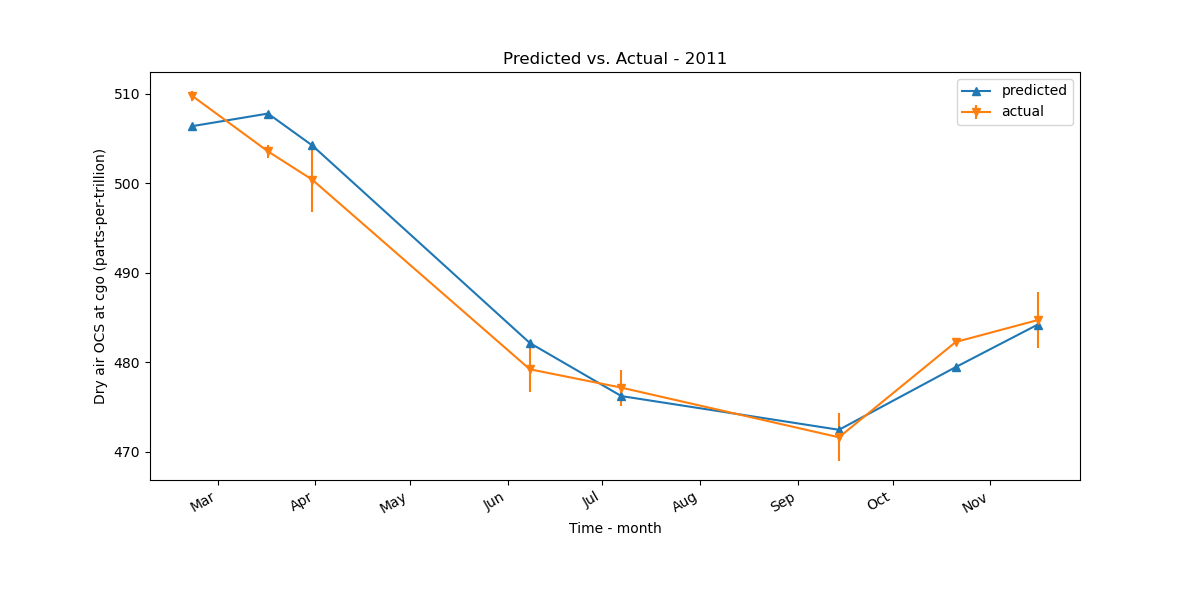 Predicted vs. Actual - 2011
predicted
actual
Dry air OCS at cgo (parts-per-trillion)
510
500
490
480
470
Mar
Apr
May
Jun
Jul
Aug
Sep
Oct
Nov
Time - month